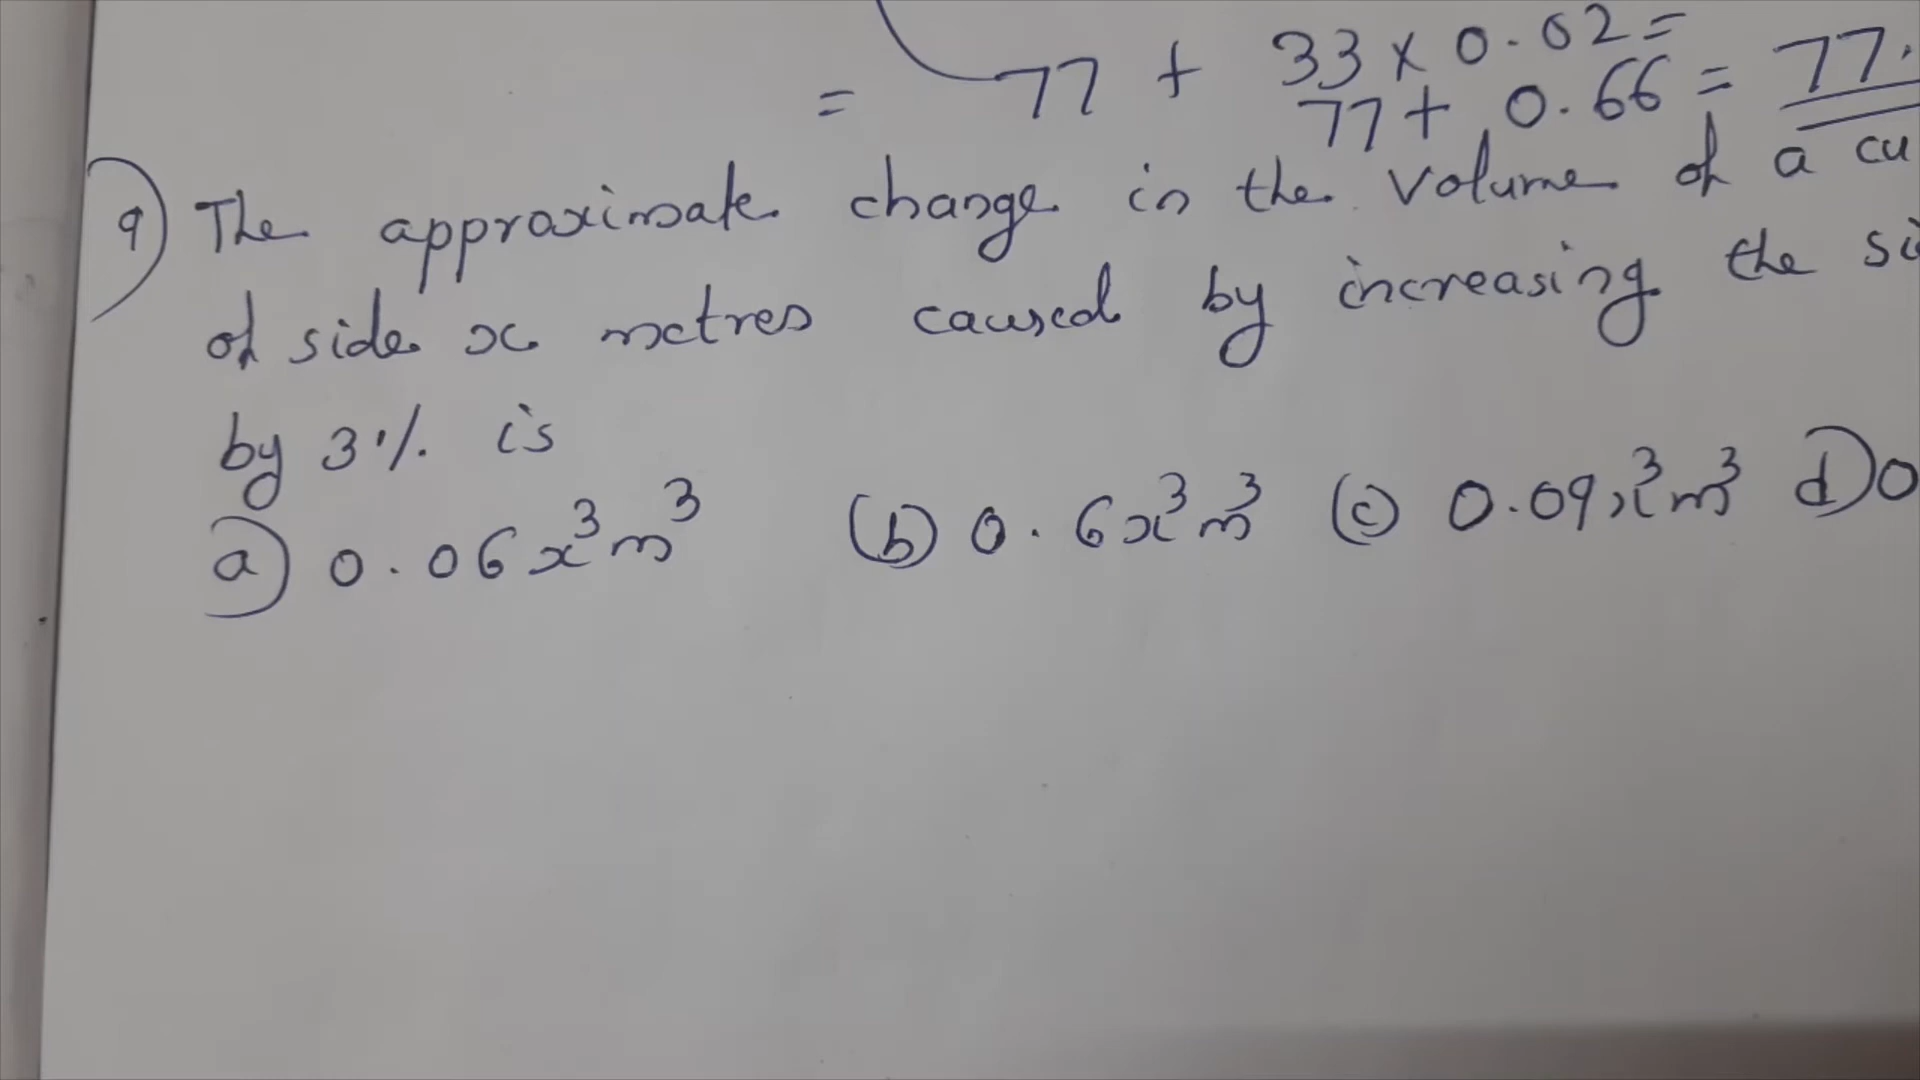 = 77 + 33 x 0.02 =
77 + 0.66 = 77.
9) The approximate change in the volume of a cu
of side x metres caused by increasing the si
by 3% is
a) 0.06x³m³ (b) 0.6x³m³ (c) 0.09x³m³ d) 0